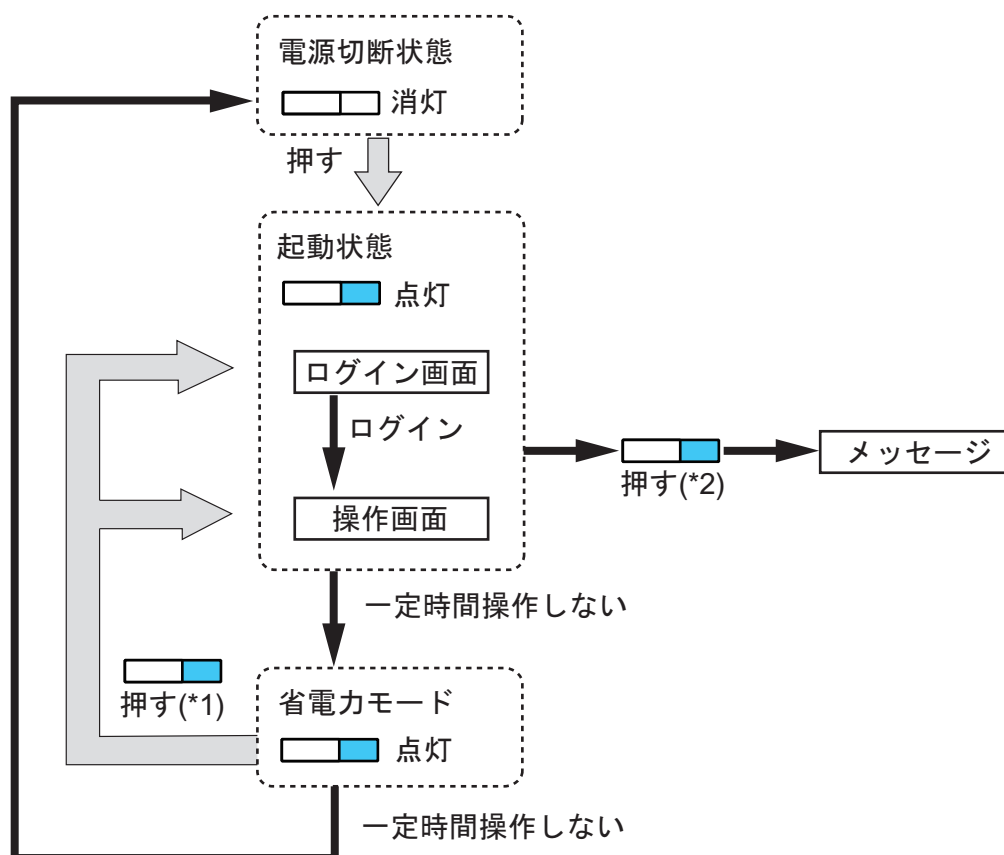 電源切断状態
消灯
押す
起動状態
点灯
ログイン画面
ログイン
操作画面
押す(*2)
メッセージ
一定時間操作しない
押す(*1)
省電力モード
点灯
一定時間操作しない